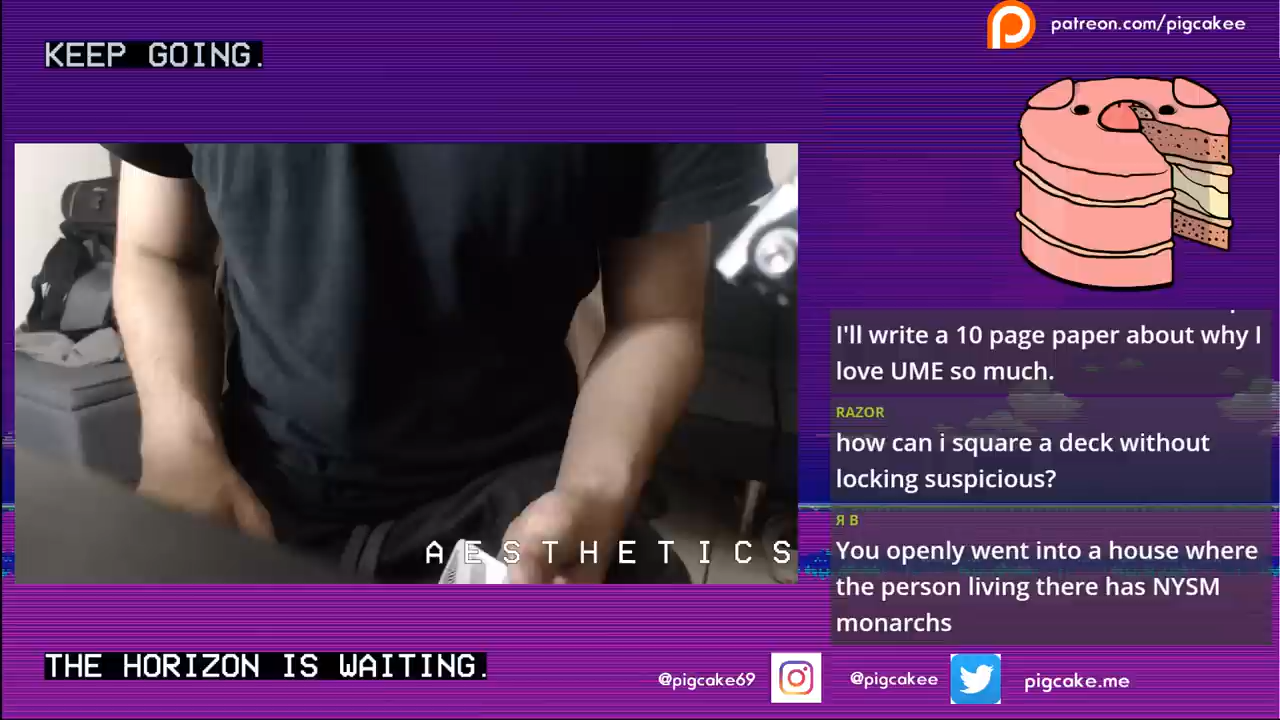 KEEP GOING.
patreon.com/pigcakee
I'll write a 10 page paper about why I
love UME so much.
RAZOR
how can i square a deck without
locking suspicious?
Я В
You openly went into a house where
the person living there has NYSM
monarchs
A E S T H E T I C S
THE HORIZON IS WAITING.
@pigcake69
@pigcakee
pigcake.me